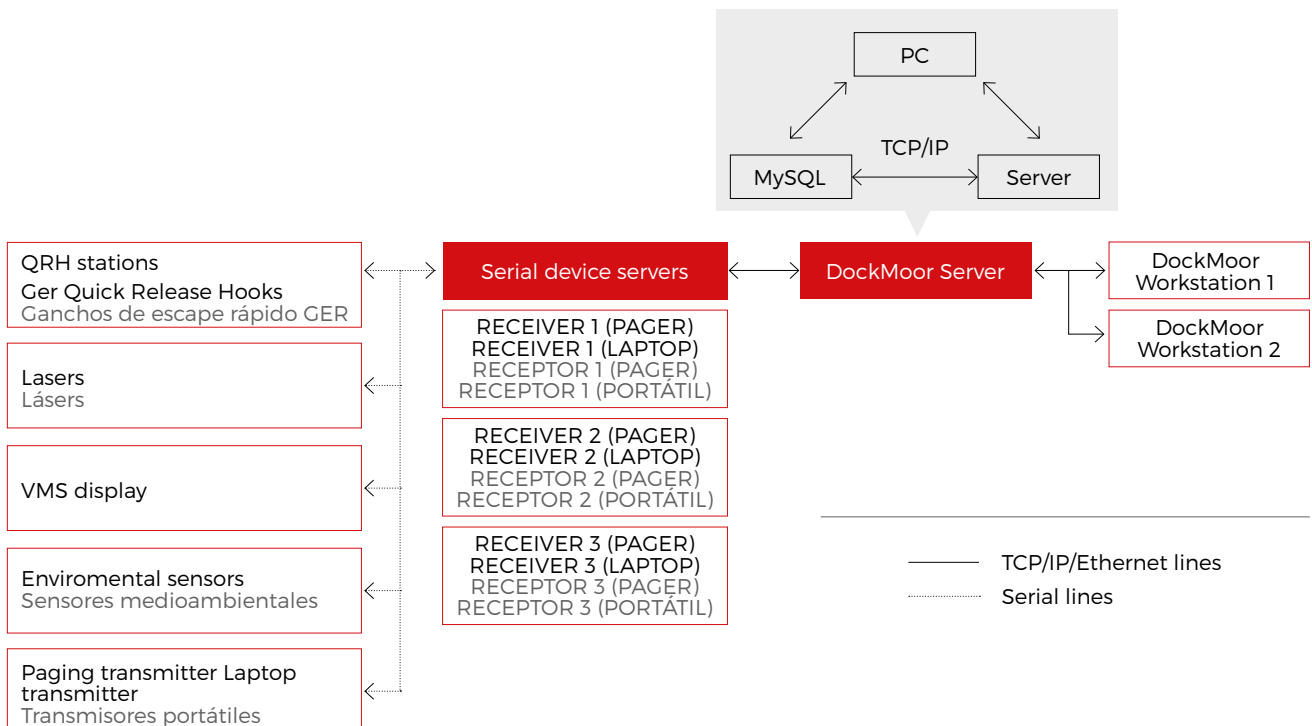 PC
TCP/IP
MySQL
Server
QRH stations
Ger Quick Release Hooks
Ganchos de escape rápido GER
Serial device servers
DockMoor Server
DockMoor
Workstation 1
DockMoor
Workstation 2
RECEIVER 1 (PAGER)
RECEIVER 1 (LAPTOP)
RECEPTOR 1 (PAGER)
RECEPTOR 1 (PORTÁTIL)
Lasers
Lásers
RECEIVER 2 (PAGER)
RECEIVER 2 (LAPTOP)
RECEPTOR 2 (PAGER)
RECEPTOR 2 (PORTÁTIL)
VMS display
RECEIVER 3 (PAGER)
RECEIVER 3 (LAPTOP)
RECEPTOR 3 (PAGER)
RECEPTOR 3 (PORTÁTIL)
Enviromental sensors
Sensores medioambientales
Paging transmitter Laptop
transmitter
Transmisores portátiles
TCP/IP/Ethernet lines
Serial lines